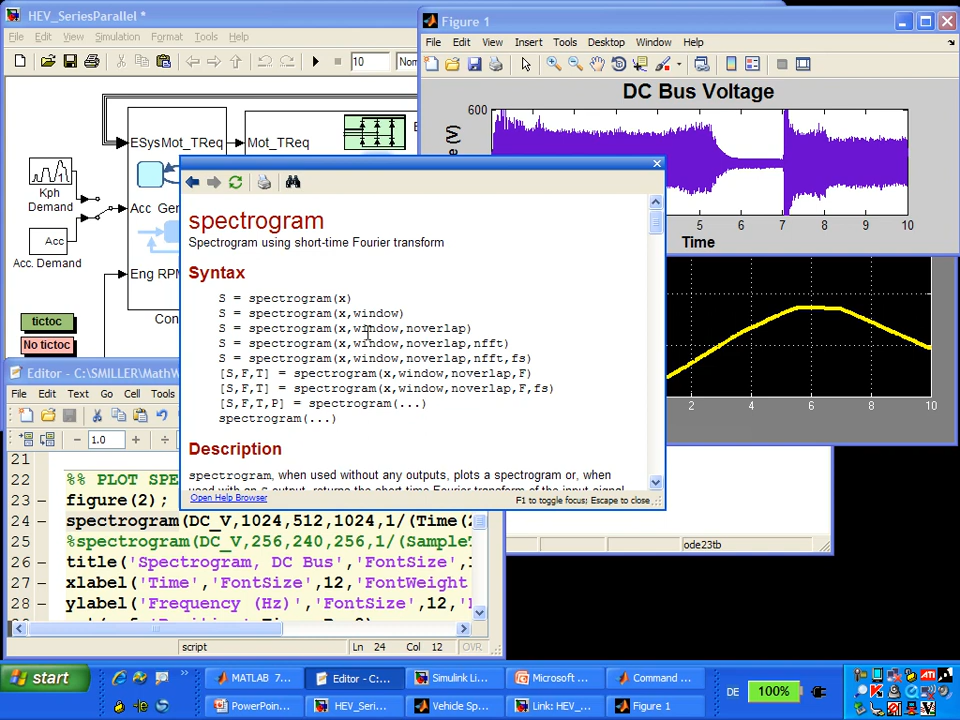 HEV_SeriesParallel *
File Edit View Simulation Format Tools Help
10
ESysMot_TReq
Mot_TReq
Kph
Demand
Acc Ge
Acc
Acc. Demand
Eng RPM
tictoc
No tictoc
Con
Figure 1
File Edit View Insert Tools Desktop Window Help
DC Bus Voltage
600
(V)
5 6 7 8 9 10
Time
2 4 6 8 10
spectrogram
Spectrogram using short-time Fourier transform
Syntax
S = spectrogram(x)
S = spectrogram(x,window)
S = spectrogram(x,window,noverlap)
S = spectrogram(x,window,noverlap,nfft)
S = spectrogram(x,window,noverlap,nfft,fs)
[S,F,T] = spectrogram(x,window,noverlap,F)
[S,F,T] = spectrogram(x,window,noverlap,F,fs)
[S,F,T,P] = spectrogram(...)
spectrogram(...)
Description
spectrogram, when used without any outputs, plots a spectrogram or, when
Open Help Browser
F1 to toggle focus; Escape to close
Editor - C:\SMILLER\MathW
File Edit Text Go Cell T
1.0
21
22 %% PLOT SPE
23 figure(2);
24 spectrogram(DC_V,1024,512,1024,1/(Time(2
25 %spectrogram(DC_V,256,240,256,1/(SampleT
26 title('Spectrogram, DC Bus','FontSize',
27 xlabel('Time','FontSize',12,'FontWeight
28 ylabel('Frequency (Hz)','FontSize',12,'
script Ln 24 Col 12 OVR
ode23tb
start
MATLAB 7...
Editor - C:...
Simulink Li...
Microsoft ...
Command ...
PowerPoin...
HEV_Seri...
Vehicle Sp...
Link: HEV_...
Figure 1
DE
100%
ATI